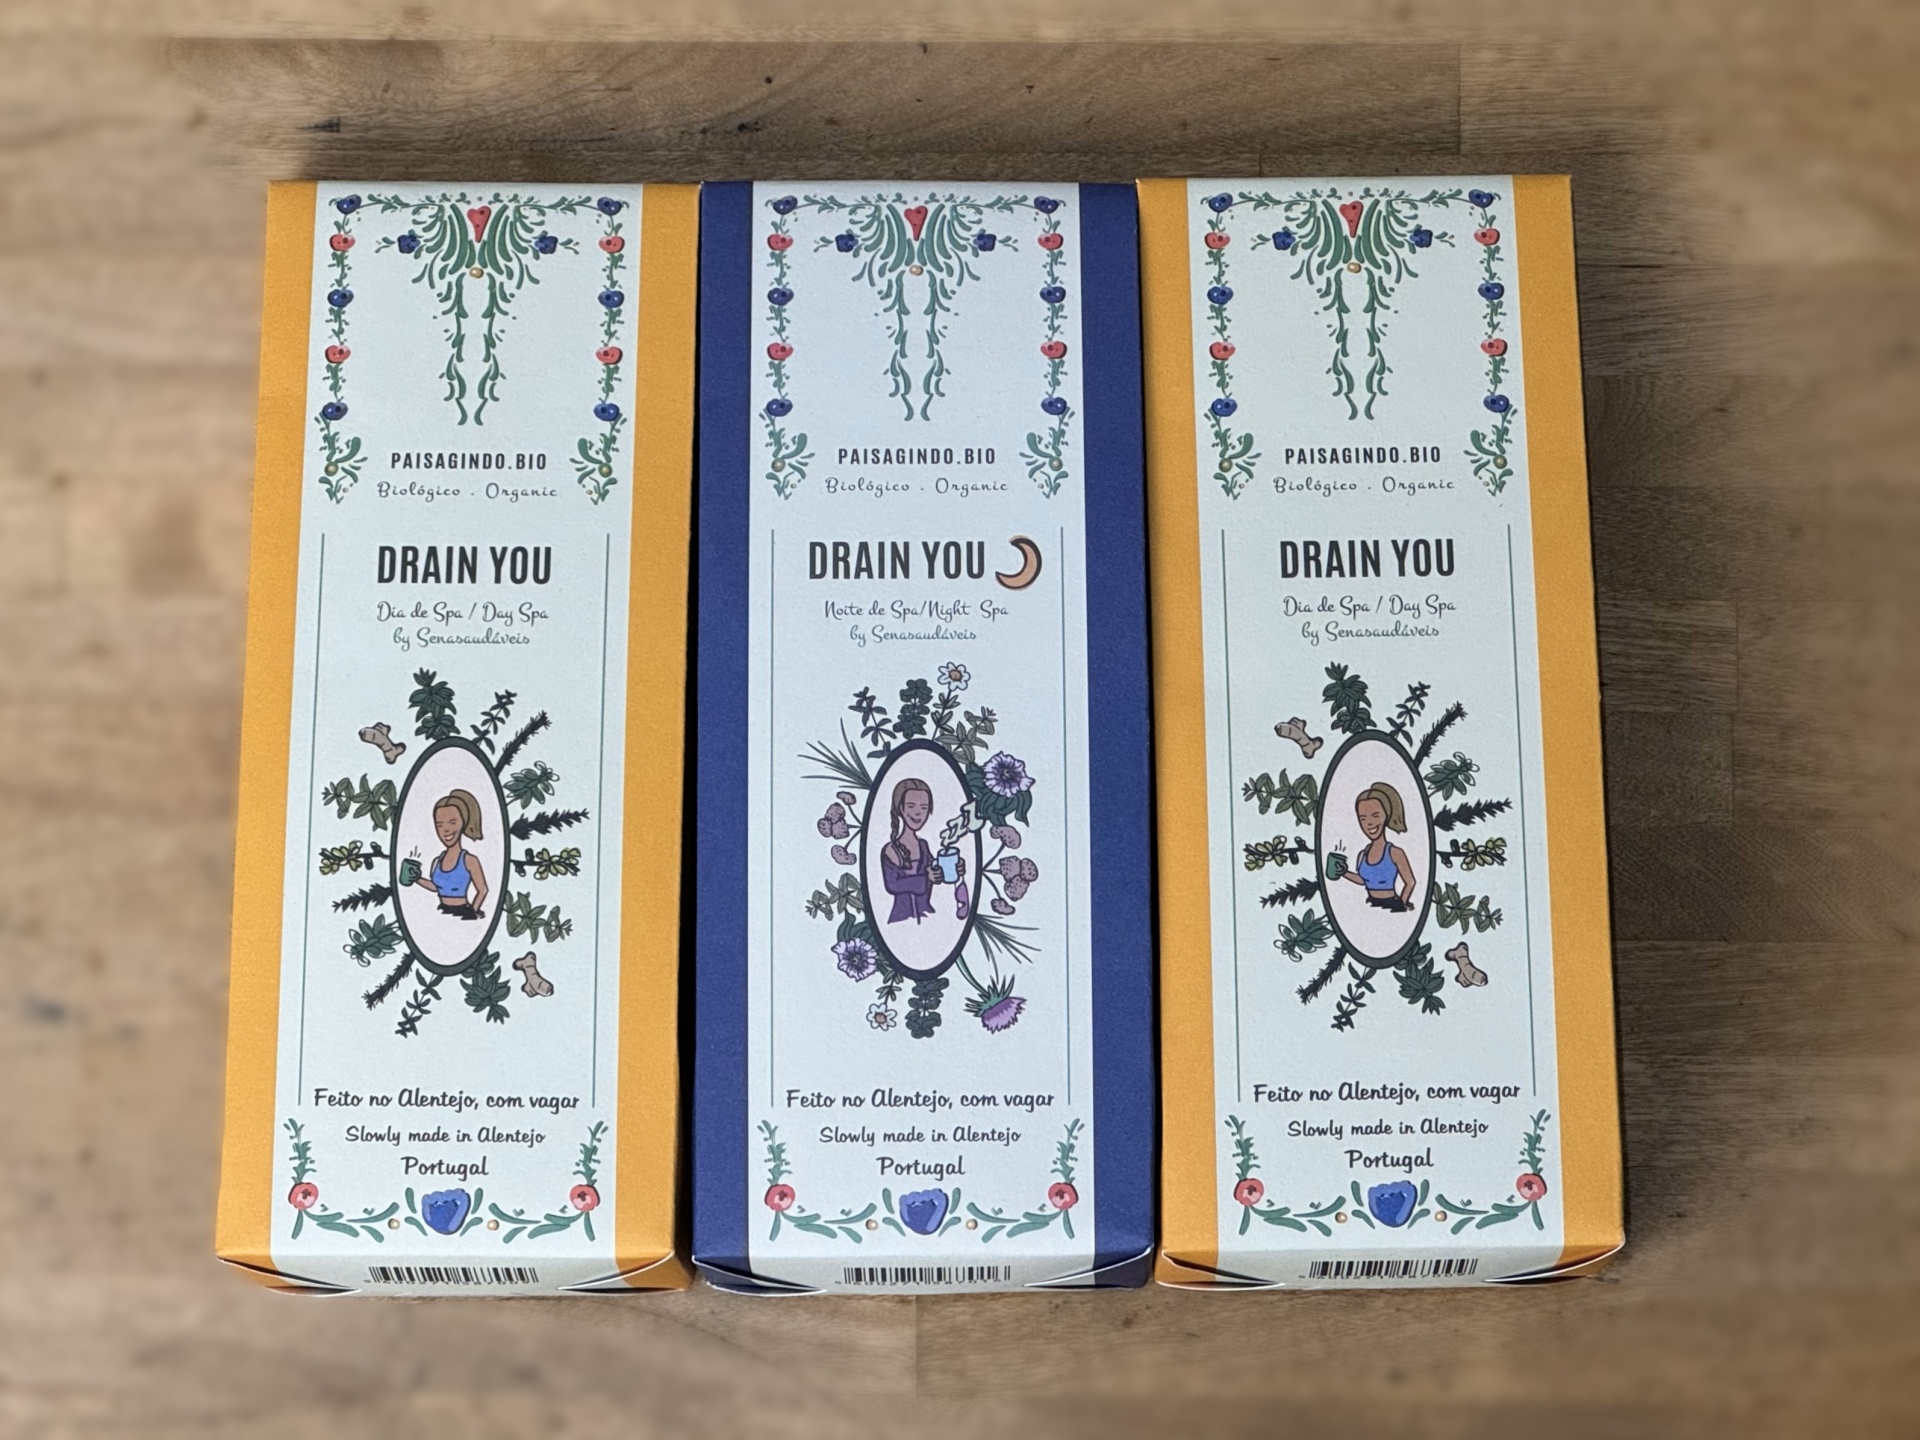 PAISAGINDO.BIO
Biológico . Organic
DRAIN YOU
Dia de Spa / Day Spa
by Senasaudáveis
Feito no Alentejo, com vagar
Slowly made in Alentejo
Portugal
PAISAGINDO.BIO
Biológico . Organic
DRAIN YOU
Noite de Spa/Night Spa
by Senasaudáveis
Feito no Alentejo, com vagar
Slowly made in Alentejo
Portugal
PAISAGINDO.BIO
Biológico . Organic
DRAIN YOU
Dia de Spa / Day Spa
by Senasaudáveis
Feito no Alentejo, com vagar
Slowly made in Alentejo
Portugal